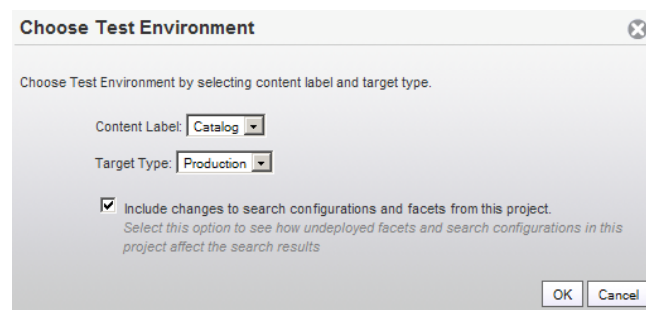 Choose Test Environment
Choose Test Environment by selecting content label and target type.
Content Label: Catalog
Target Type: Production
Include changes to search configurations and facets from this project.
Select this option to see how undeployed facets and search configurations in this
project affect the search results
OK Cancel